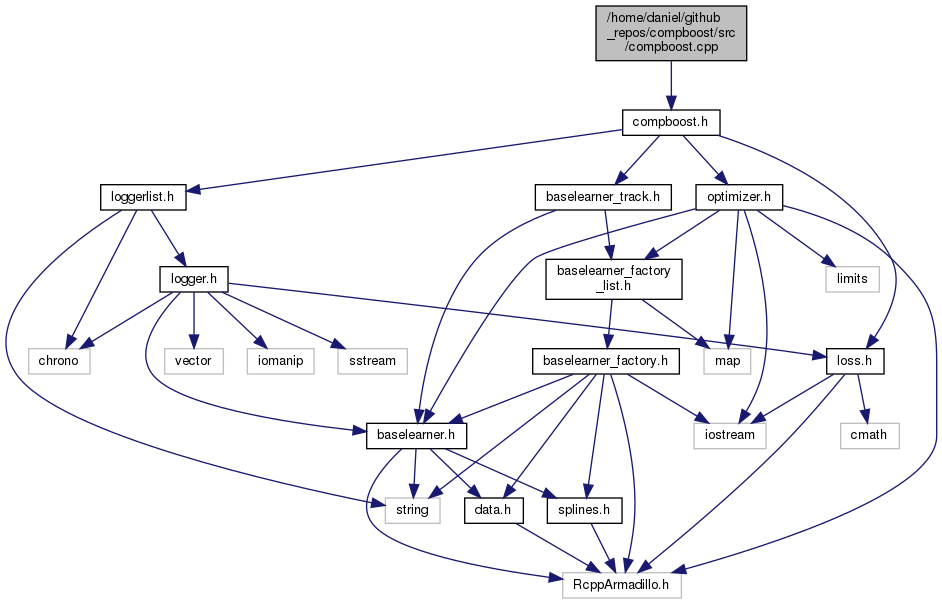 /home/daniel/github
_repos/compboost/src
/compboost.cpp
compboost.h
loggerlist.h
baselearner_track.h
optimizer.h
logger.h
baselearner_factory
_list.h
limits
chrono
vector
iomanip
sstream
baselearner_factory.h
map
loss.h
baselearner.h
iostream
cmath
string
data.h
splines.h
RcppArmadillo.h